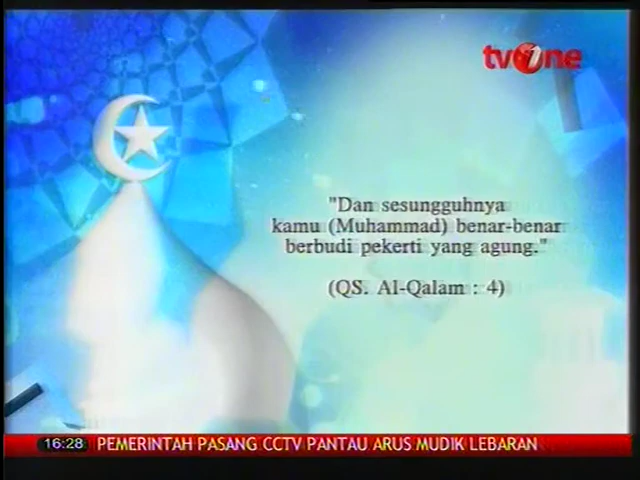 tvOne
"Dan sesungguhnya
kamu (Muhammad) benar-benar
berbudi pekerti yang agung."
(QS. Al-Qalam : 4)
16:28 PEMERINTAH PASANG CCTV PANTAU ARUS MUDIK LEBARAN